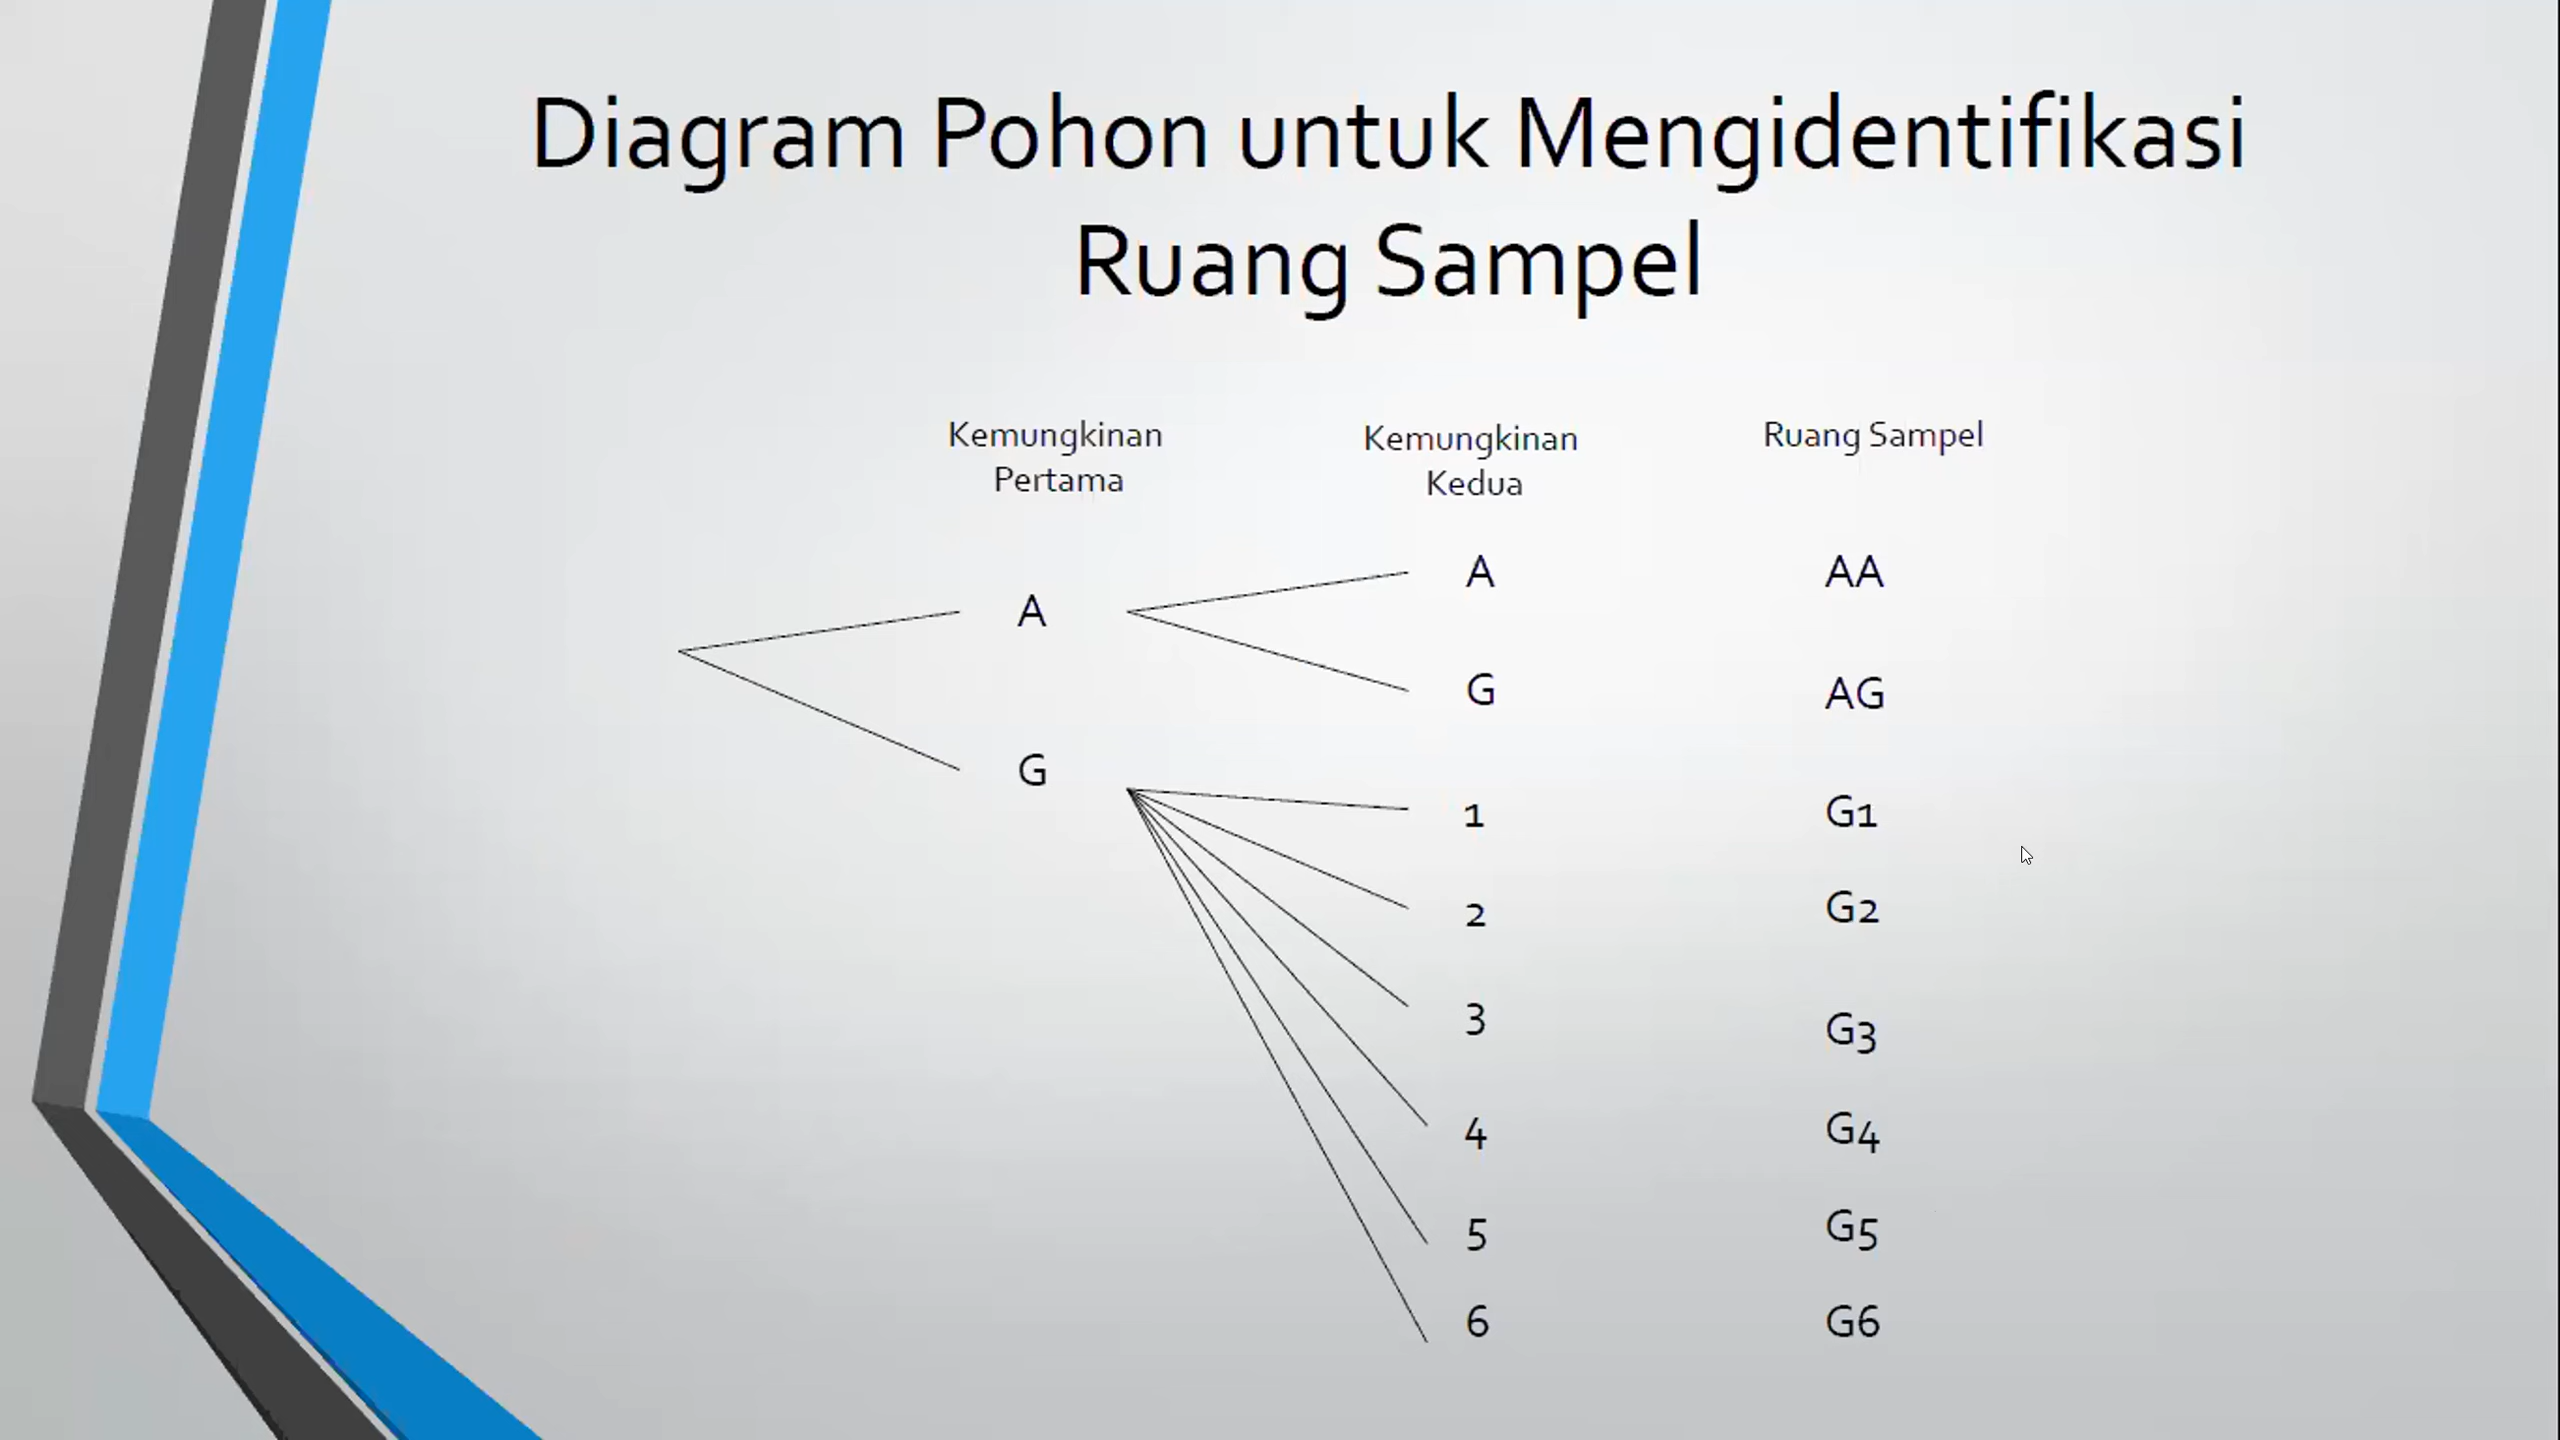 Diagram Pohon untuk Mengidentifikasi
Ruang Sampel
Kemungkinan
Pertama
Kemungkinan
Kedua
Ruang Sampel
A
G
A
G
1
2
3
4
5
6
AA
AG
G1
G2
G3
G4
G5
G6